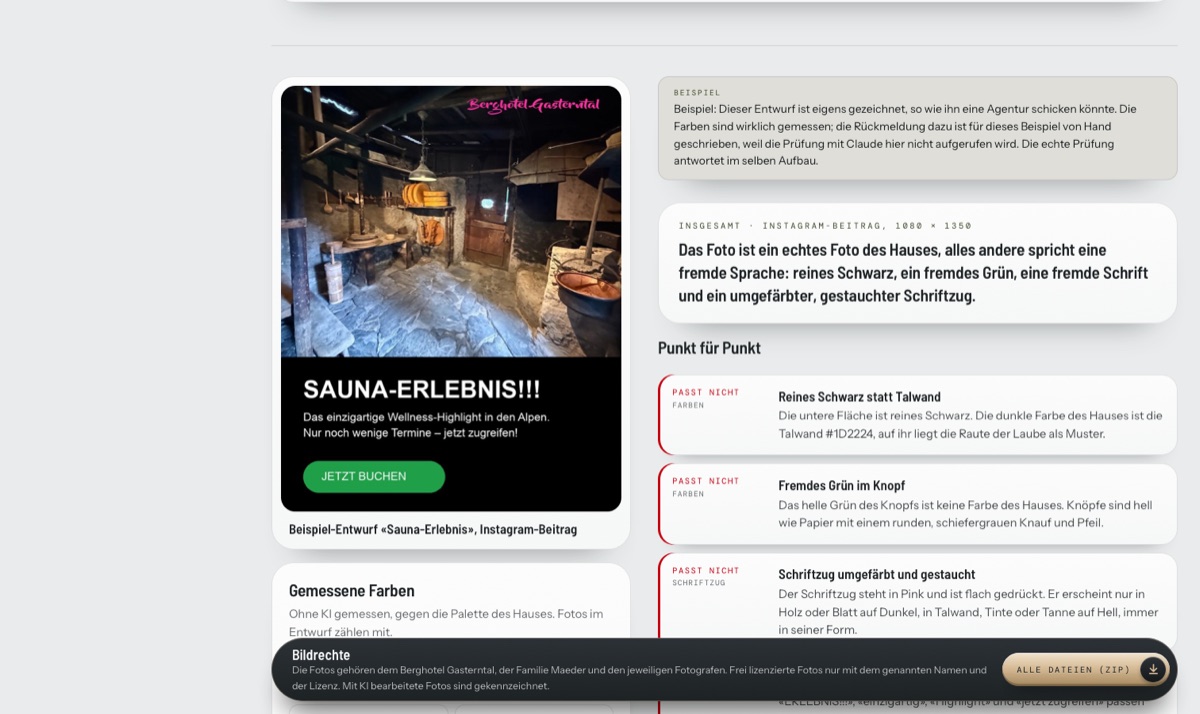 Berghotel Gasterntal
SAUNA-ERLEBNIS!!!
Das einzigartige Wellness-Highlight in den Alpen.
Nur noch wenige Termine – jetzt zugreifen!
JETZT BUCHEN
Beispiel-Entwurf «Sauna-Erlebnis», Instagram-Beitrag
Gemessene Farben
Ohne KI gemessen, gegen die Palette des Hauses. Fotos im
Entwurf zählen mit.
BEISPIEL
Beispiel: Dieser Entwurf ist eigens gezeichnet, so wie ihn eine Agentur schicken könnte. Die
Farben sind wirklich gemessen; die Rückmeldung dazu ist für dieses Beispiel von Hand
geschrieben, weil die Prüfung mit Claude hier nicht aufgerufen wird. Die echte Prüfung
antwortet im selben Aufbau.
INSGESAMT · INSTAGRAM-BEITRAG, 1080 × 1350
Das Foto ist ein echtes Foto des Hauses, alles andere spricht eine
fremde Sprache: reines Schwarz, ein fremdes Grün, eine fremde Schrift
und ein umgefärbter, gestauchter Schriftzug.
Punkt für Punkt
PASST NICHT
FARBEN
Reines Schwarz statt Talwand
Die untere Fläche ist reines Schwarz. Die dunkle Farbe des Hauses ist die
Talwand #1D2224, auf ihr liegt die Raute der Laube als Muster.
PASST NICHT
FARBEN
Fremdes Grün im Knopf
Das helle Grün des Knopfs ist keine Farbe des Hauses. Knöpfe sind hell
wie Papier mit einem runden, schiefergrauen Knauf und Pfeil.
PASST NICHT
SCHRIFTZUG
Schriftzug umgefärbt und gestaucht
Der Schriftzug steht in Pink und ist flach gedrückt. Er erscheint nur in
Holz oder Blatt auf Dunkel, in Talwand, Tinte oder Tanne auf Hell, immer
in seiner Form.
Bildrechte
Die Fotos gehören dem Berghotel Gasterntal, der Familie Maeder und den jeweiligen Fotografen. Frei lizenzierte Fotos nur mit dem genannten Namen und
der Lizenz. Mit KI bearbeitete Fotos sind gekennzeichnet.
ALLE DATEIEN (ZIP)
«einzigartig», «Highlight» und «jetzt zugreifen» passen